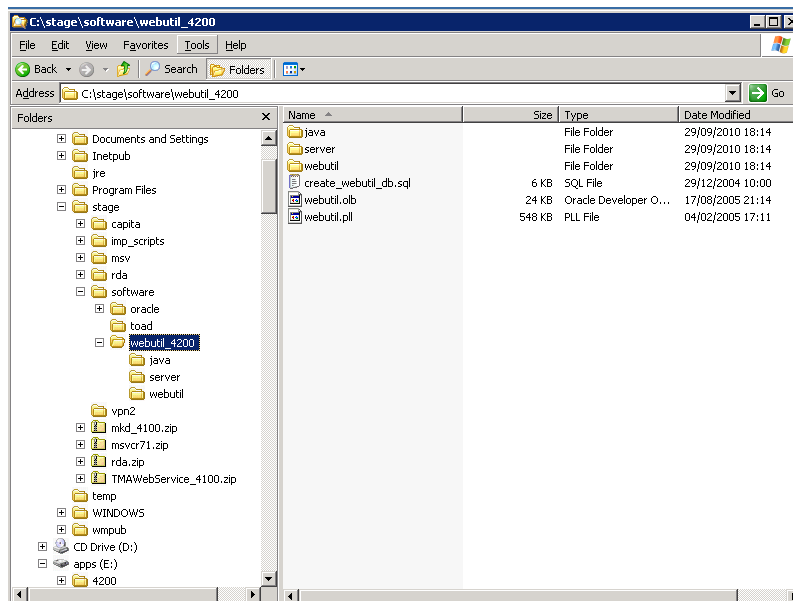 C:\stage\software\webutil_4200
File Edit View Favorites Tools Help
Back Search Folders
Address C:\stage\software\webutil_4200 Go
Folders
Documents and Settings
Inetpub
jre
Program Files
stage
capita
imp_scripts
msv
rda
software
oracle
toad
webutil_4200
java
server
webutil
vpn2
mkd_4100.zip
msvcr71.zip
rda.zip
TMAWebService_4100.zip
temp
WINDOWS
wmpub
CD Drive (D:)
apps (E:)
4200
Name Size Type Date Modified
java File Folder 29/09/2010 18:14
server File Folder 29/09/2010 18:14
webutil File Folder 29/09/2010 18:14
create_webutil_db.sql 6 KB SQL File 29/12/2004 10:00
webutil.olb 24 KB Oracle Developer O... 17/08/2005 21:14
webutil.pll 548 KB PLL File 04/02/2005 17:11